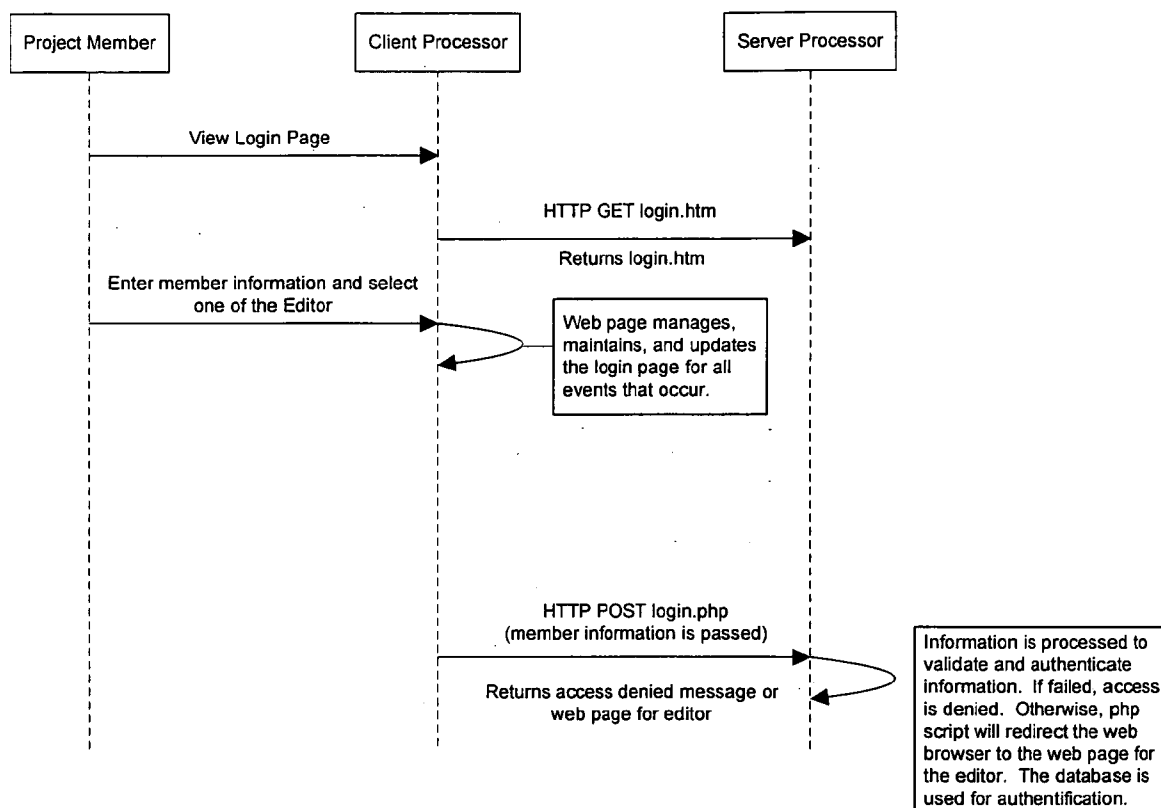 Project Member
Client Processor
Server Processor
View Login Page
HTTP GET login.htm
Returns login.htm
Enter member information and select
one of the Editor
Web page manages,
maintains, and updates
the login page for all
events that occur.
HTTP POST login.php
(member information is passed)
Returns access denied message or
web page for editor
Information is processed to
validate and authenticate
information. If failed, access
is denied. Otherwise, php
script will redirect the web
browser to the web page for
the editor. The database is
used for authentification.